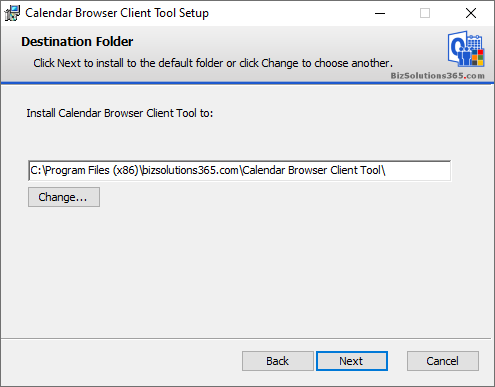 Calendar Browser Client Tool Setup
Destination Folder
Click Next to install to the default folder or click Change to choose another.
BizSolutions365.com
Install Calendar Browser Client Tool to:
C:\Program Files (x86)\bizsolutions365.com\Calendar Browser Client Tool\
Change...
Back
Next
Cancel